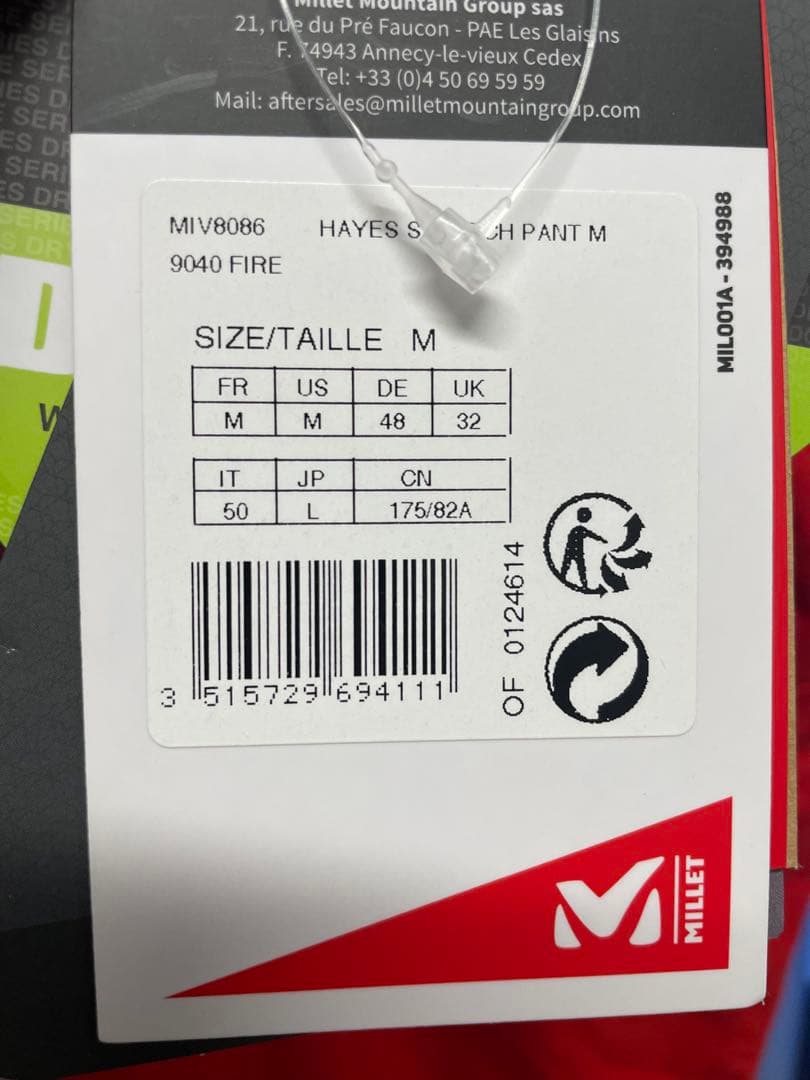 Millet Mountain Group sas
21, rue du Pré Faucon - PAE Les Glaisins
F. 74943 Annecy-le-vieux Cedex
Tel: +33 (0)4 50 69 59 59
Mail: aftersales@milletmountaingroup.com
MIV8086 HAYES S CH PANT M
9040 FIRE
SIZE/TAILLE M
FR US DE UK
M M 48 32
IT JP CN
50 L 175/82A
3 515729 694111
OF 0124614
MIL001A - 394988
MILLET